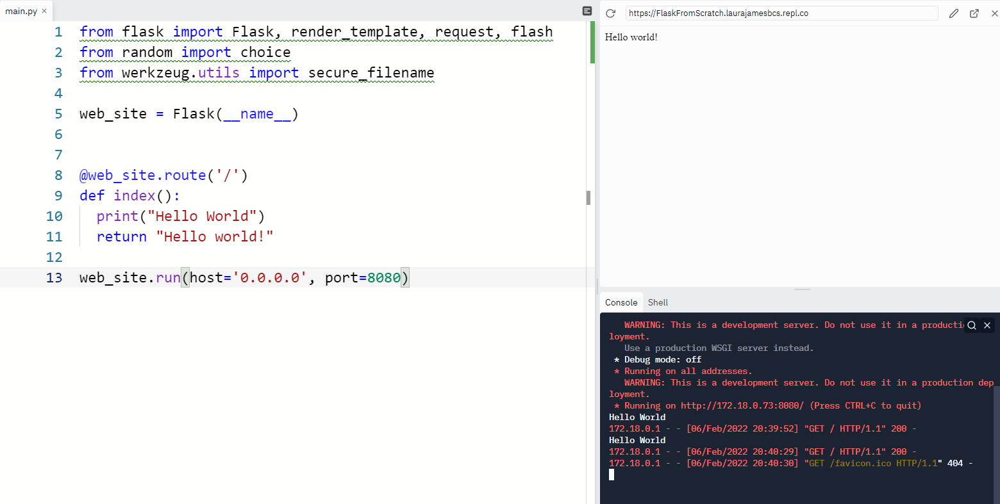 main.py ×
1 from flask import Flask, render_template, request, flash
2 from random import choice
3 from werkzeug.utils import secure_filename
4
5 web_site = Flask(__name__)
6
7
8 @web_site.route('/')
9 def index():
10 print("Hello World")
11 return "Hello world!"
12
13 web_site.run(host='0.0.0.0', port=8080)
https://FlaskFromScratch.laurajamesbcs.repl.co
Hello world!
Console Shell
WARNING: This is a development server. Do not use it in a producti
loyment.
Use a production WSGI server instead.
* Debug mode: off
* Running on all addresses.
WARNING: This is a development server. Do not use it in a production dep
loyment.
* Running on http://172.18.0.73:8080/ (Press CTRL+C to quit)
Hello World
172.18.0.1 - - [06/Feb/2022 20:39:52] "GET / HTTP/1.1" 200 -
Hello World
172.18.0.1 - - [06/Feb/2022 20:40:29] "GET / HTTP/1.1" 200 -
172.18.0.1 - - [06/Feb/2022 20:40:30] "GET /favicon.ico HTTP/1.1" 404 -